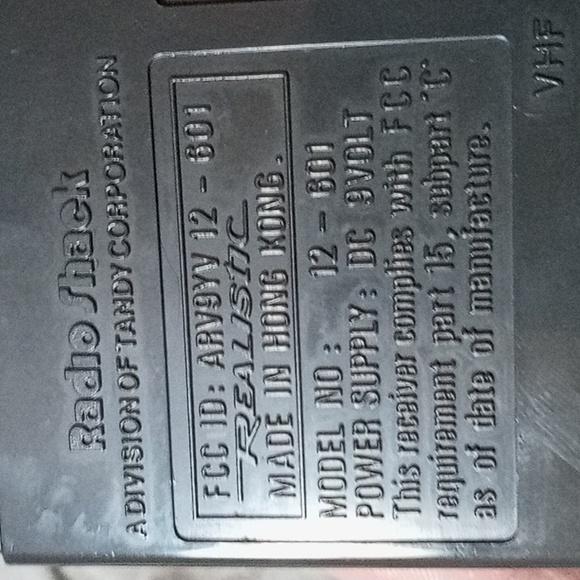 Radio Shack
A DIVISION OF TANDY CORPORATION
FCC ID: ARV9YV 12 - 601
REALISTIC
MADE IN HONG KONG.
MODEL NO : 12 - 601
POWER SUPPLY : DC 9VOLT
This receiver complies with FCC
requirement part 15, subpart "C"
as of date of manufacture.
VHF